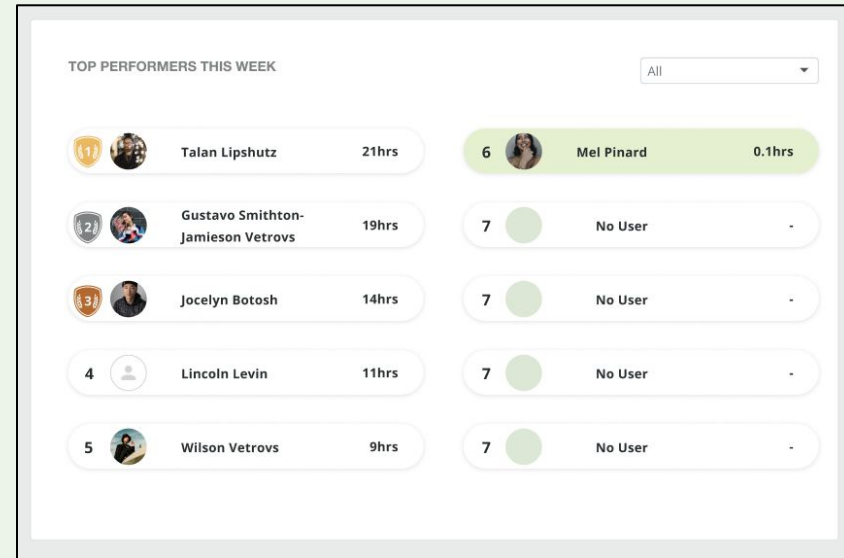 TOP PERFORMERS THIS WEEK
All
1 Talan Lipshutz 21hrs
2 Gustavo Smithton-
Jamieson Vetrovs 19hrs
3 Jocelyn Botosh 14hrs
4 Lincoln Levin 11hrs
5 Wilson Vetrovs 9hrs
6 Mel Pinard 0.1hrs
7 No User -
7 No User -
7 No User -
7 No User -